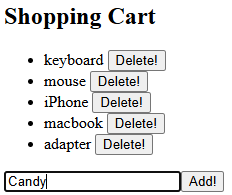 Shopping Cart
keyboard Delete!
mouse Delete!
iPhone Delete!
macbook Delete!
adapter Delete!
Candy Add!